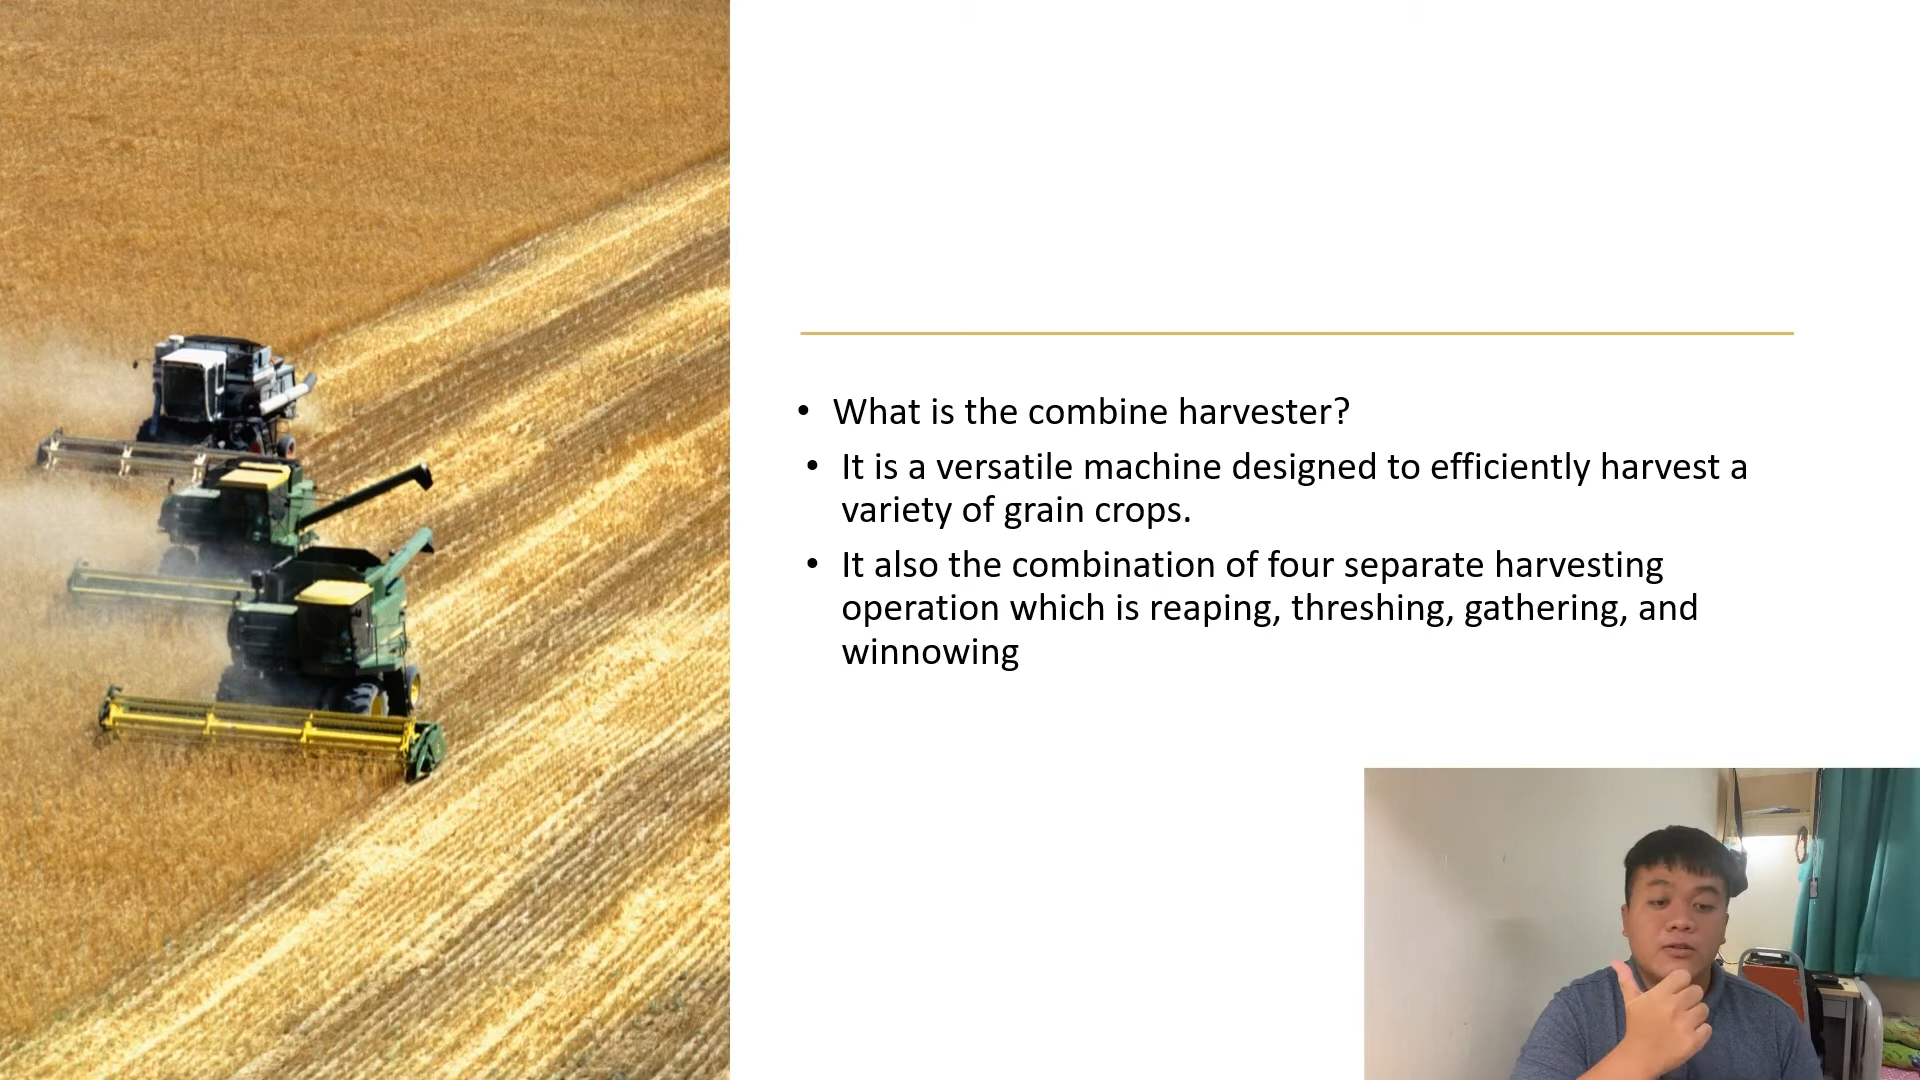 • What is the combine harvester?
• It is a versatile machine designed to efficiently harvest a
variety of grain crops.
• It also the combination of four separate harvesting
operation which is reaping, threshing, gathering, and
winnowing